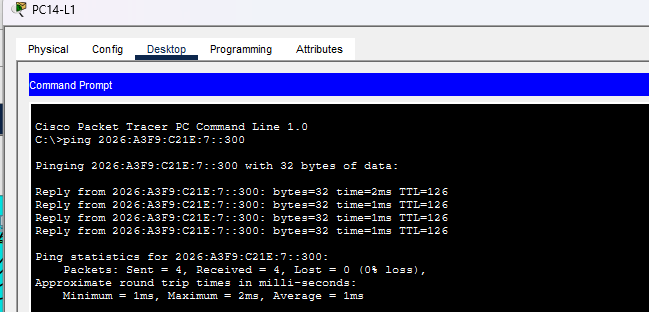 PC14-L1
Physical Config Desktop Programming Attributes
Command Prompt
Cisco Packet Tracer PC Command Line 1.0
C:\>ping 2026:A3F9:C21E:7::300
Pinging 2026:A3F9:C21E:7::300 with 32 bytes of data:
Reply from 2026:A3F9:C21E:7::300: bytes=32 time=2ms TTL=126
Reply from 2026:A3F9:C21E:7::300: bytes=32 time=1ms TTL=126
Reply from 2026:A3F9:C21E:7::300: bytes=32 time=1ms TTL=126
Reply from 2026:A3F9:C21E:7::300: bytes=32 time=1ms TTL=126
Ping statistics for 2026:A3F9:C21E:7::300:
Packets: Sent = 4, Received = 4, Lost = 0 (0% loss),
Approximate round trip times in milli-seconds:
Minimum = 1ms, Maximum = 2ms, Average = 1ms